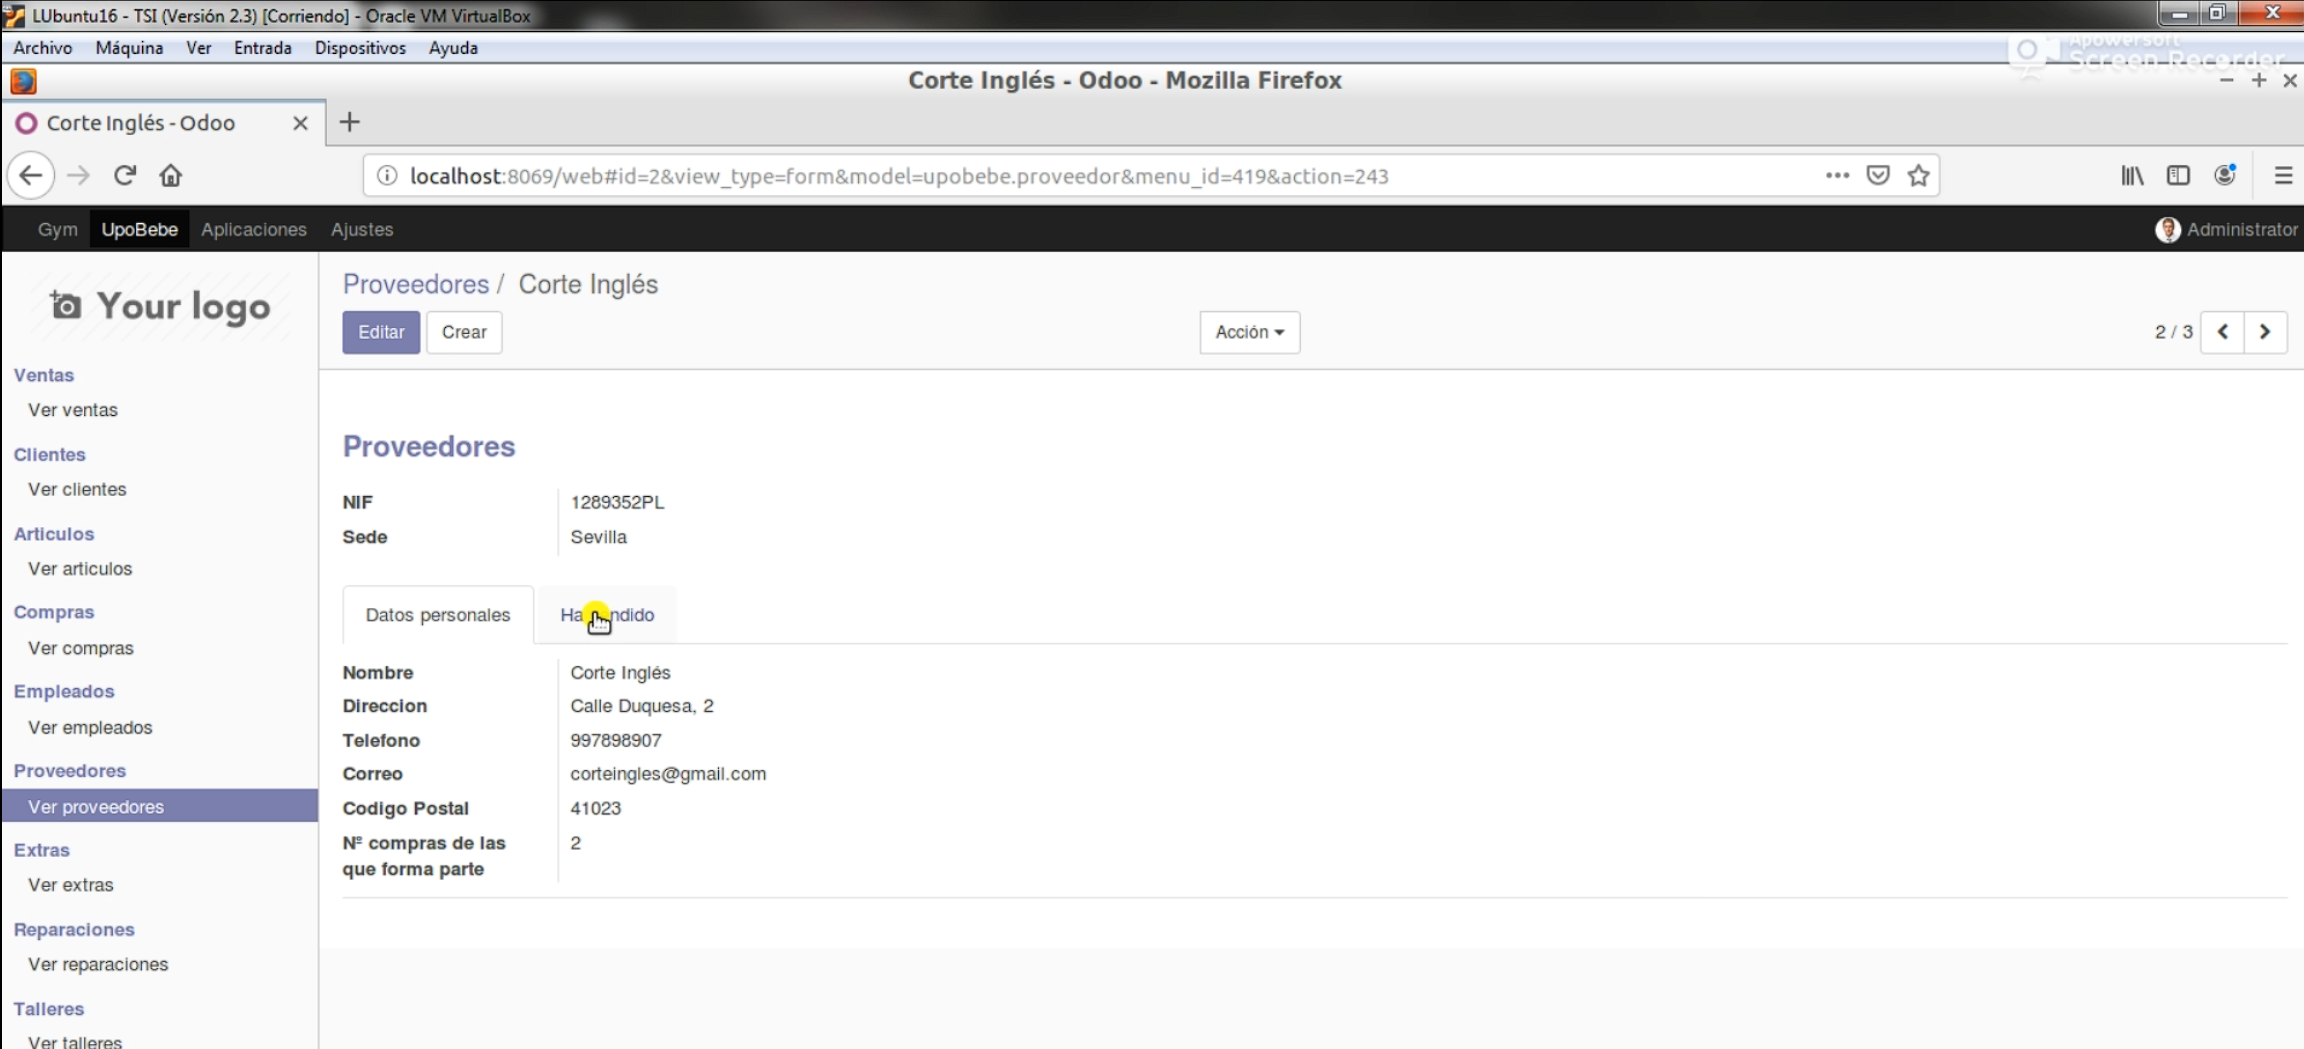 LUbuntu16 - TSI (Versión 2.3) [Corriendo] - Oracle VM VirtualBox
Archivo Máquina Ver Entrada Dispositivos Ayuda
Apowersoft
Screen Recorder
Corte Inglés - Odoo - Mozilla Firefox
Corte Inglés - Odoo
localhost:8069/web#id=2&view_type=form&model=upobebe.proveedor&menu_id=419&action=243
Gym UpoBebe Aplicaciones Ajustes Administrator
Your logo
Proveedores / Corte Inglés
Editar Crear Acción 2 / 3
Ventas
Ver ventas
Clientes
Ver clientes
Articulos
Ver articulos
Compras
Ver compras
Empleados
Ver empleados
Proveedores
Ver proveedores
Extras
Ver extras
Reparaciones
Ver reparaciones
Talleres
Ver talleres
Proveedores
NIF 1289352PL
Sede Sevilla
Datos personales
Nombre Corte Inglés
Direccion Calle Duquesa, 2
Telefono 997898907
Correo corteingles@gmail.com
Codigo Postal 41023
Nº compras de las 2
que forma parte